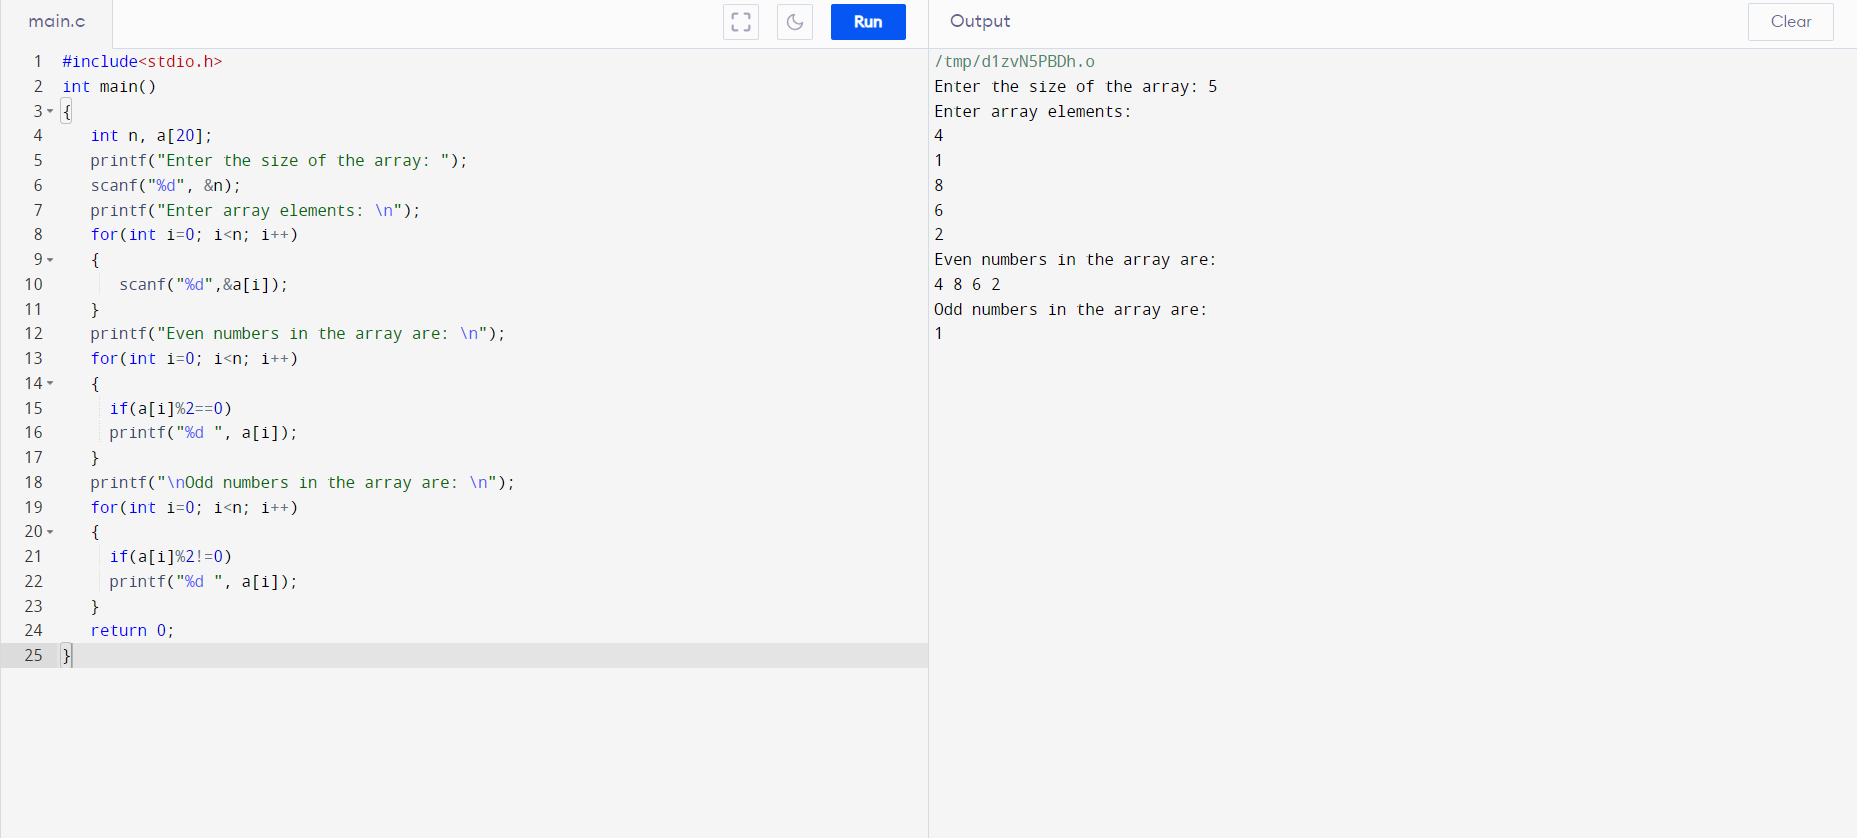 main.c
Run
1 #include<stdio.h>
2 int main()
3 {
4 int n, a[20];
5 printf("Enter the size of the array: ");
6 scanf("%d", &n);
7 printf("Enter array elements: \n");
8 for(int i=0; i<n; i++)
9 {
10 scanf("%d",&a[i]);
11 }
12 printf("Even numbers in the array are: \n");
13 for(int i=0; i<n; i++)
14 {
15 if(a[i]%2==0)
16 printf("%d ", a[i]);
17 }
18 printf("\nOdd numbers in the array are: \n");
19 for(int i=0; i<n; i++)
20 {
21 if(a[i]%2!=0)
22 printf("%d ", a[i]);
23 }
24 return 0;
25 }
Output
Clear
/tmp/d1zvN5PBDh.o
Enter the size of the array: 5
Enter array elements:
4
1
8
6
2
Even numbers in the array are:
4 8 6 2
Odd numbers in the array are:
1